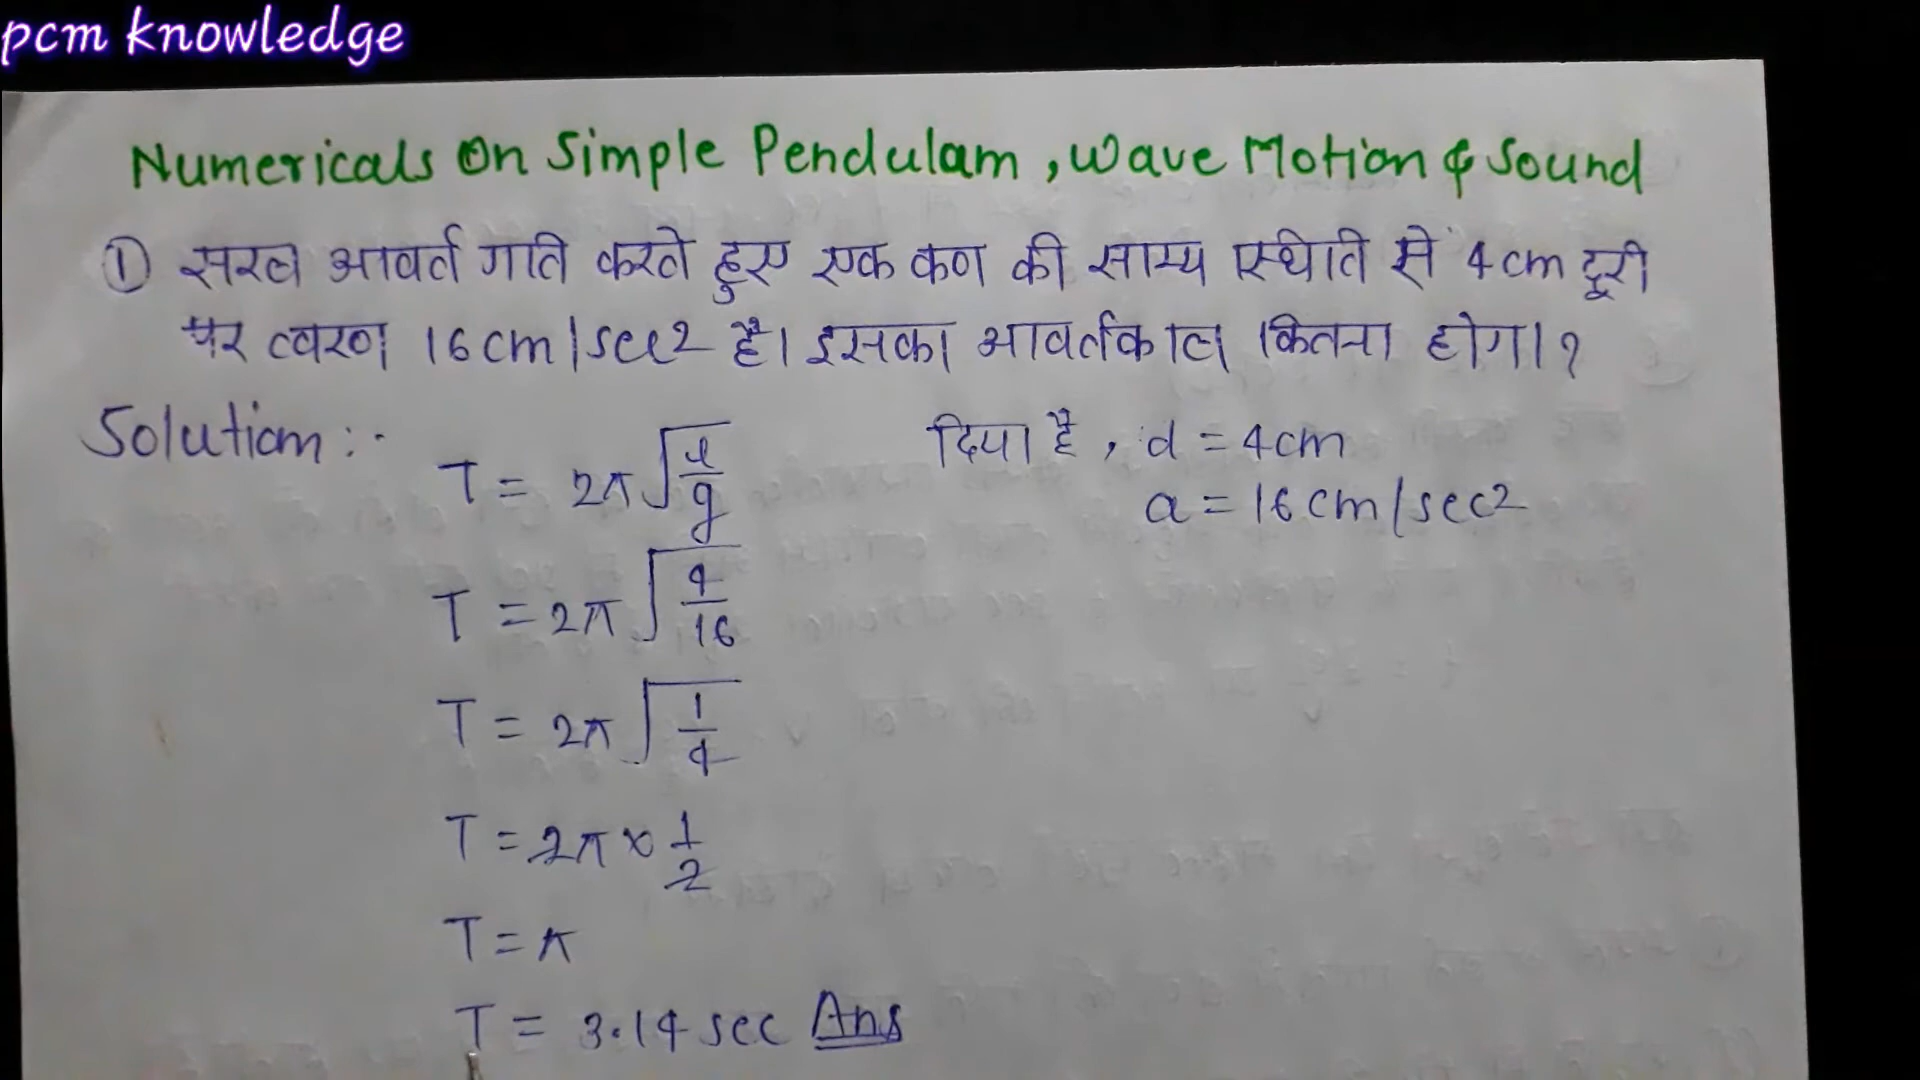 pcm knowledge
Numericals on Simple Pendulam, Wave Motion & Sound
① सरल आवर्त गति करते हुए एक कण की साम्य स्थिति से 4 cm दूरी
पर त्वरण 16 cm/sec2 है। इसका आवर्तकाल कितना होगा?
Solution :- दिया है, d = 4cm
T = 2π√l/g a = 16 cm/sec2
T = 2π√4/16
T = 2π√1/4
T = 2π × 1/2
T = π
T = 3.14 sec Ans